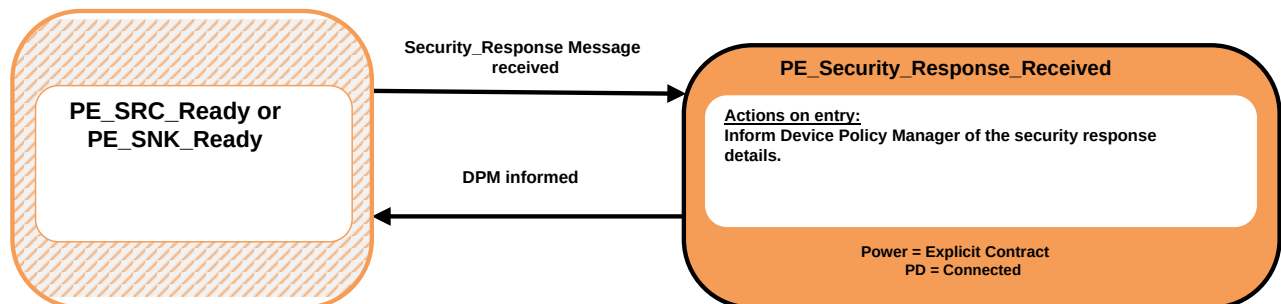 PE_SRC_Ready or
PE_SNK_Ready
Security_Response Message
received
DPM informed
PE_Security_Response_Received
Actions on entry:
Inform Device Policy Manager of the security response
details.
Power = Explicit Contract
PD = Connected